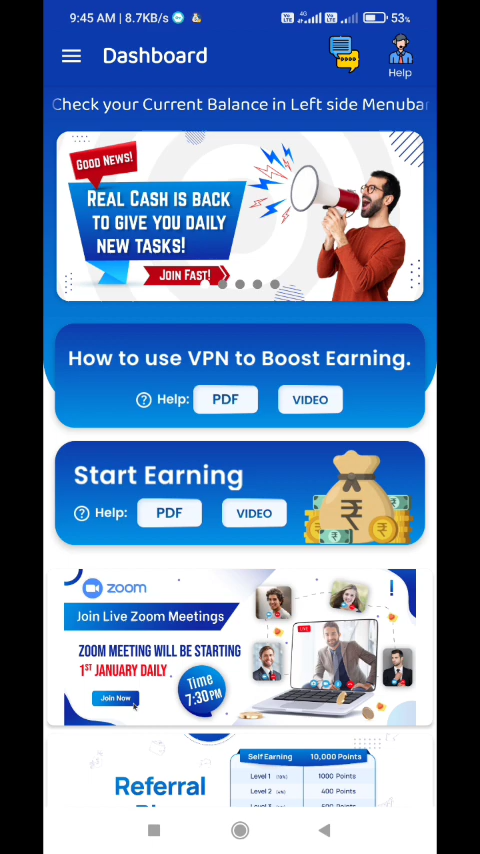 9:45 AM | 8.7KB/s
4G
53%
Dashboard
Help
Check your Current Balance in Left side Menubar
GOOD NEWS!
REAL CASH IS BACK
TO GIVE YOU DAILY
NEW TASKS!
JOIN FAST!
How to use VPN to Boost Earning.
? Help: PDF VIDEO
Start Earning
? Help: PDF VIDEO
zoom
Join Live Zoom Meetings
ZOOM MEETING WILL BE STARTING
1ST JANUARY DAILY
Join Now
Time
7:30 PM
LIVE
Self Earning 10,000 Points
Level 1 (10%) 1000 Points
Level 2 (4%) 400 Points
Referral